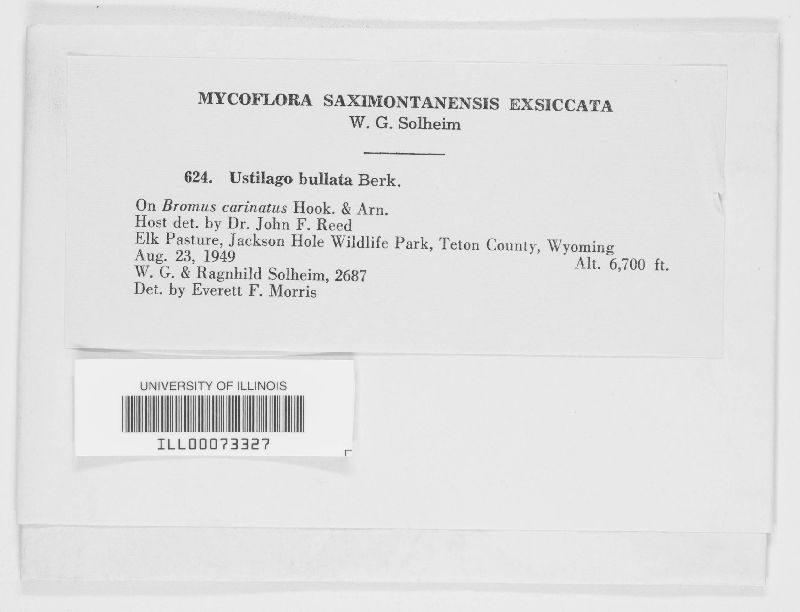 MYCOFLORA SAXIMONTANENSIS EXSICCATA
W. G. Solheim
624. Ustilago bullata Berk.
On Bromus carinatus Hook. & Arn.
Host det. by Dr. John F. Reed
Elk Pasture, Jackson Hole Wildlife Park, Teton County, Wyoming
Aug. 23, 1949 Alt. 6,700 ft.
W. G. & Ragnhild Solheim, 2687
Det. by Everett F. Morris
UNIVERSITY OF ILLINOIS
ILL00073327